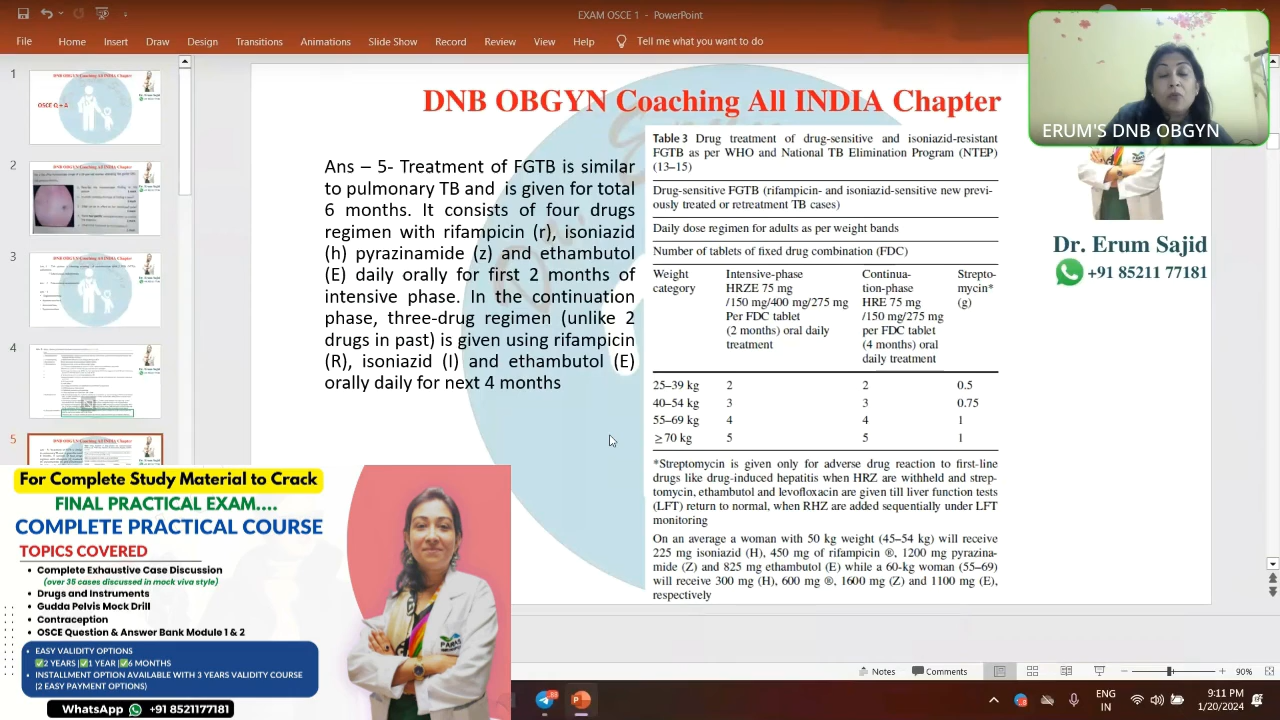 EXAM OSCE 1 - PowerPoint
File Home Insert Draw Design Transitions Animations Slide Show Record Review View Help Tell me what you want to do
1
DNB OBGYN Coaching All INDIA Chapter
OSCE Q - 4
2
4
5
DNB OBGYN Coaching All INDIA Chapter
Ans – 5- Treatment of FGTB is similar
to pulmonary TB and is given for total
6 months. It consists of four drugs
regimen with rifampicin (r), isoniazid
(h) pyrazinamide (z) and ethambutol
(E) daily orally for first 2 months of
intensive phase. In the continuation
phase, three-drug regimen (unlike 2
drugs in past) is given using rifampicin
(R), isoniazid (I) and ethambutol (E)
orally daily for next 4 months
Table 3 Drug treatment of drug-sensitive and isoniazid-resistant
FGTB as per WHO and National TB Elimination Program (NTEP)
(13–15)
Drug-sensitive FGTB (rifampicin- and isoniazid-sensitive new previ-
ously treated or retreatment TB cases)
Daily dose regimen for adults as per weight bands
Number of tablets of fixed drug combination (FDC)
Weight category Intensive-phase HRZE 75 mg /150 mg/400 mg/275 mg Per FDC tablet (2 months) oral daily treatment Continua-tion-phase HRE 75 mg /150 mg/275 mg per FDC tablet (4 months) oral daily treatment Strepto-mycin* (g)
25–39 kg 2 2 0.5
40–54 kg 3 3 0.75
55–69 kg 4 4 1
≥70 kg 5 5 1
*Streptomycin is given only for adverse drug reaction to first-line
drugs like drug-induced hepatitis when HRZ are withheld and strep-
tomycin, ethambutol and levofloxacin are given till liver function tests
(LFT) return to normal, when RHZ are added sequentially under LFT
monitoring
On an average a woman with 50 kg weight (45–54 kg) will receive
225 mg isoniazid (H), 450 mg of rifampicin ®, 1200 mg pyrazina-
mide (Z) and 825 mg ethambutol (E) while a 60-kg woman (55–69)
will receive 300 mg (H), 600 mg ®, 1600 mg (Z) and 1100 mg (E),
respectively
ERUM'S DNB OBGYN
Dr. Erum Sajid
+91 85211 77181
For Complete Study Material to Crack
FINAL PRACTICAL EXAM....
COMPLETE PRACTICAL COURSE
TOPICS COVERED
• Complete Exhaustive Case Discussion
(over 35 cases discussed in mock viva style)
• Drugs and Instruments
• Gudda Pelvis Mock Drill
• Contraception
• OSCE Question & Answer Bank Module 1 & 2
• EASY VALIDITY OPTIONS
✅2 YEARS |✅1 YEAR |✅6 MONTHS
• INSTALLMENT OPTION AVAILABLE WITH 3 YEARS VALIDITY COURSE
(2 EASY PAYMENT OPTIONS)
WhatsApp +91 8521177181
Notes Comments 90%
ENG
IN
9:11 PM
1/20/2024